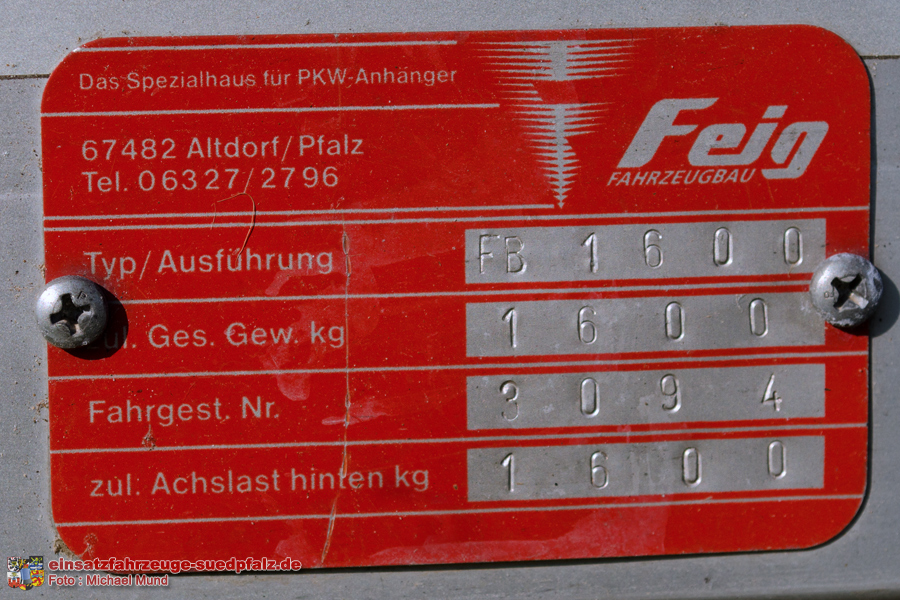 Das Spezialhaus für PKW-Anhänger
67482 Altdorf/Pfalz
Tel. 06327/2796
Feig
FAHRZEUGBAU
Typ/Ausführung FB 1600
zul. Ges. Gew. kg 1600
Fahrgest. Nr. 3094
zul. Achslast hinten kg 1600
einsatzfahrzeuge-suedpfalz.de
Foto : Michael Mund